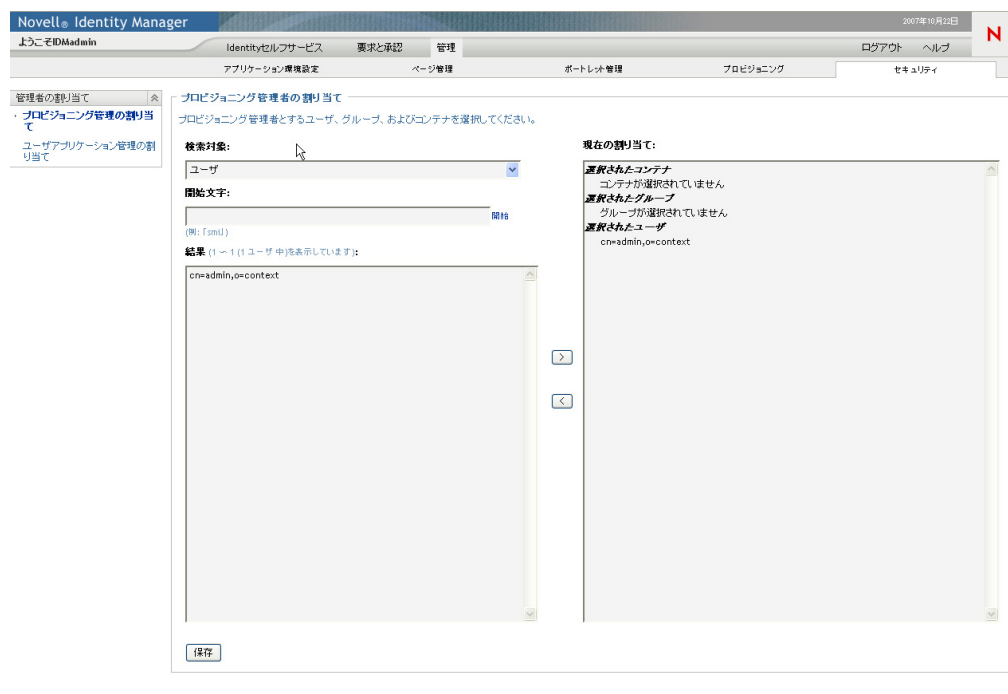 Novell® Identity Manager
2007年10月22日
N
ようこそIDMadmin
Identityセルフサービス 要求と承認 管理 ログアウト ヘルプ
アプリケーション環境設定 ページ管理 ポートレット管理 プロビジョニング セキュリティ
管理者の割り当て
プロビジョニング管理の割り当
て
ユーザアプリケーション管理の割
り当て
プロビジョニング管理者の割り当て
プロビジョニング管理者とするユーザ、グループ、およびコンテナを選択してください。
検索対象:
ユーザ
開始文字:
開始
(例: 「smi」)
結果 (1 ～ 1 (1 ユーザ 中)を表示しています):
cn=admin,o=context
>
<
現在の割り当て:
選択されたコンテナ
コンテナが選択されていません
選択されたグループ
グループが選択されていません
選択されたユーザ
cn=admin,o=context
保存